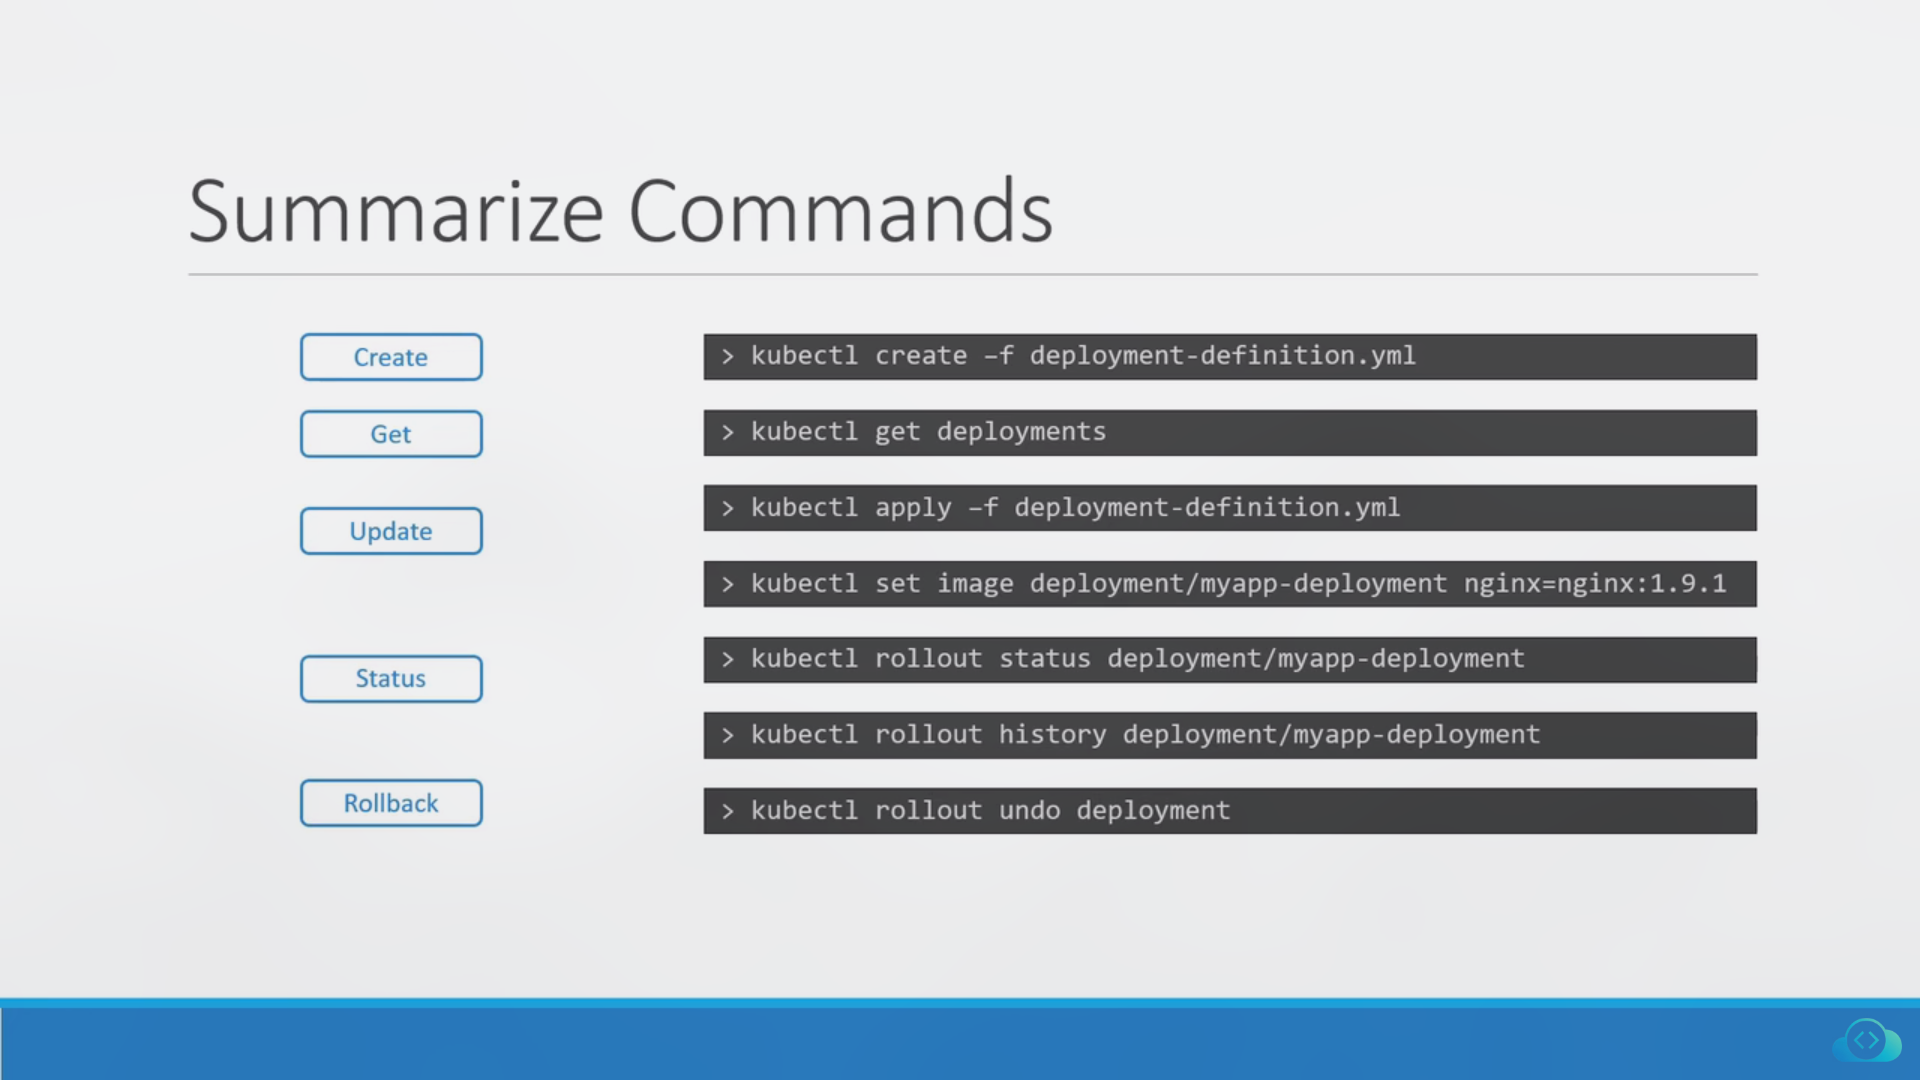 Summarize Commands
Create
> kubectl create –f deployment-definition.yml
Get
> kubectl get deployments
Update
> kubectl apply –f deployment-definition.yml
> kubectl set image deployment/myapp-deployment nginx=nginx:1.9.1
Status
> kubectl rollout status deployment/myapp-deployment
> kubectl rollout history deployment/myapp-deployment
Rollback
> kubectl rollout undo deployment